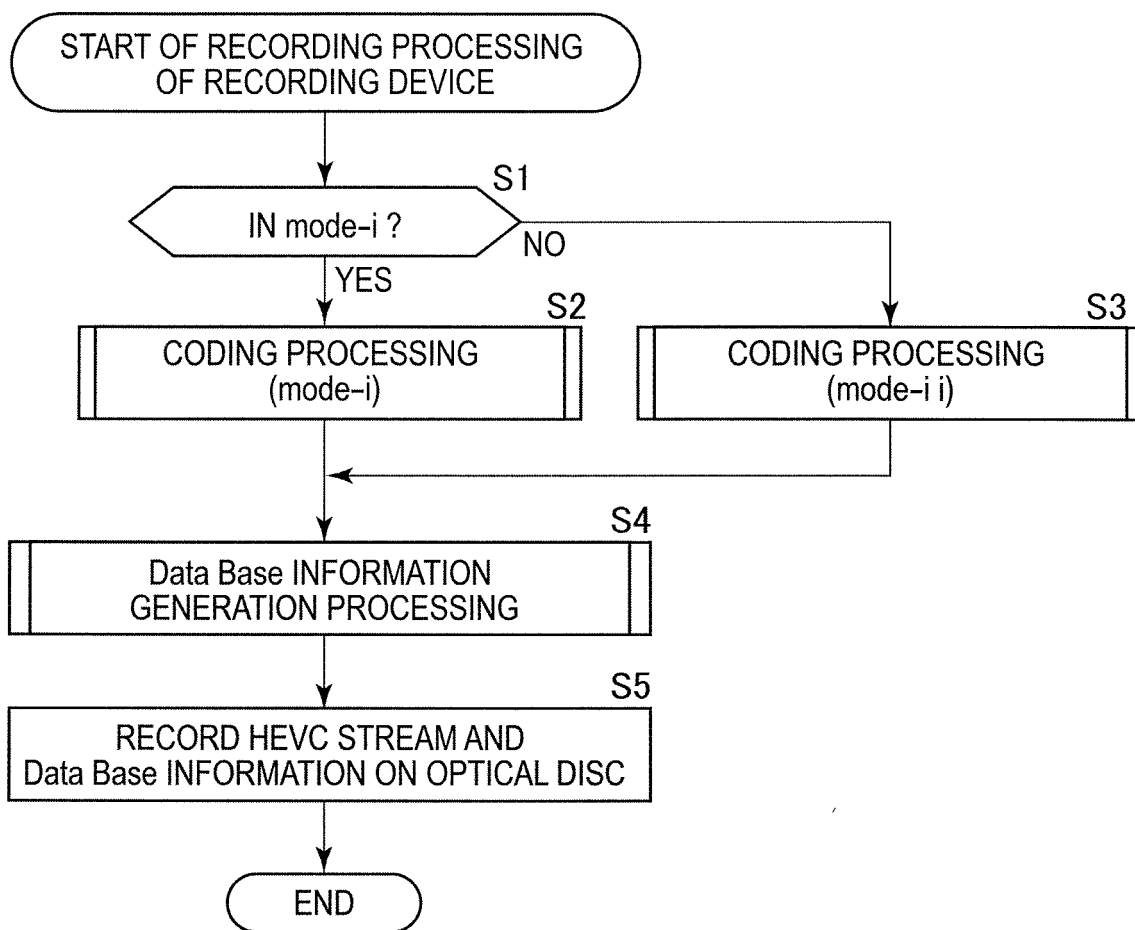 START OF RECORDING PROCESSING
OF RECORDING DEVICE
S1
IN mode-i ?
NO
YES
S2
CODING PROCESSING
(mode-i)
S3
CODING PROCESSING
(mode-i i)
S4
Data Base INFORMATION
GENERATION PROCESSING
S5
RECORD HEVC STREAM AND
Data Base INFORMATION ON OPTICAL DISC
END